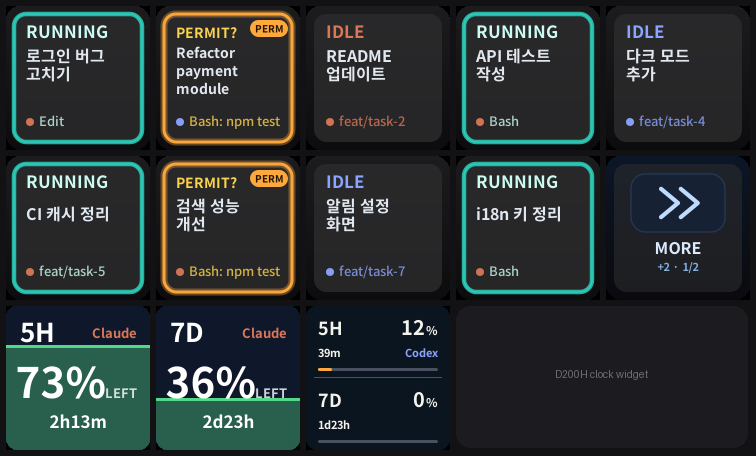 RUNNING
로그인 버그
고치기
Edit
PERMIT?
PERM
Refactor
payment
module
Bash: npm test
IDLE
README
업데이트
feat/task-2
RUNNING
API 테스트
작성
Bash
IDLE
다크 모드
추가
feat/task-4
RUNNING
CI 캐시 정리
feat/task-5
PERMIT?
PERM
검색 성능
개선
Bash: npm test
IDLE
알림 설정
화면
feat/task-7
RUNNING
i18n 키 정리
Bash
MORE
+2 · 1/2
5H Claude
73% LEFT
2h13m
7D Claude
36% LEFT
2d23h
5H 12%
39m Codex
7D 0%
1d23h
D200H clock widget